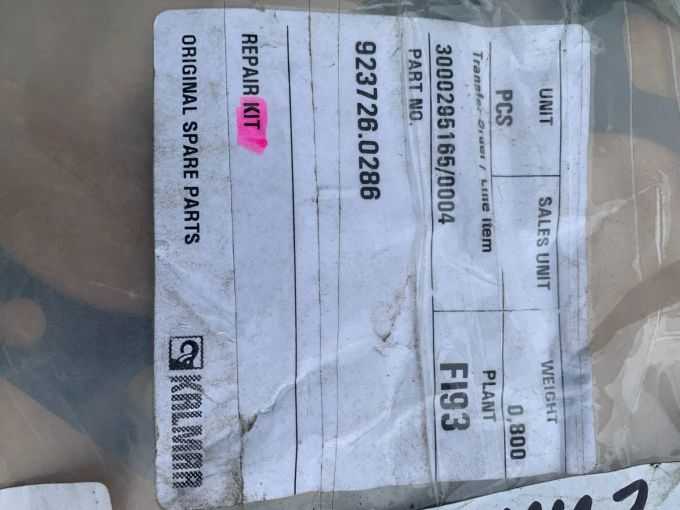 UNIT SALES UNIT WEIGHT
PCS 0,800
Transfer Order / Line Item PLANT
3000285165/0004 FI93
PART NO.
923726.0286
REPAIR KIT
ORIGINAL SPARE PARTS KALMAR